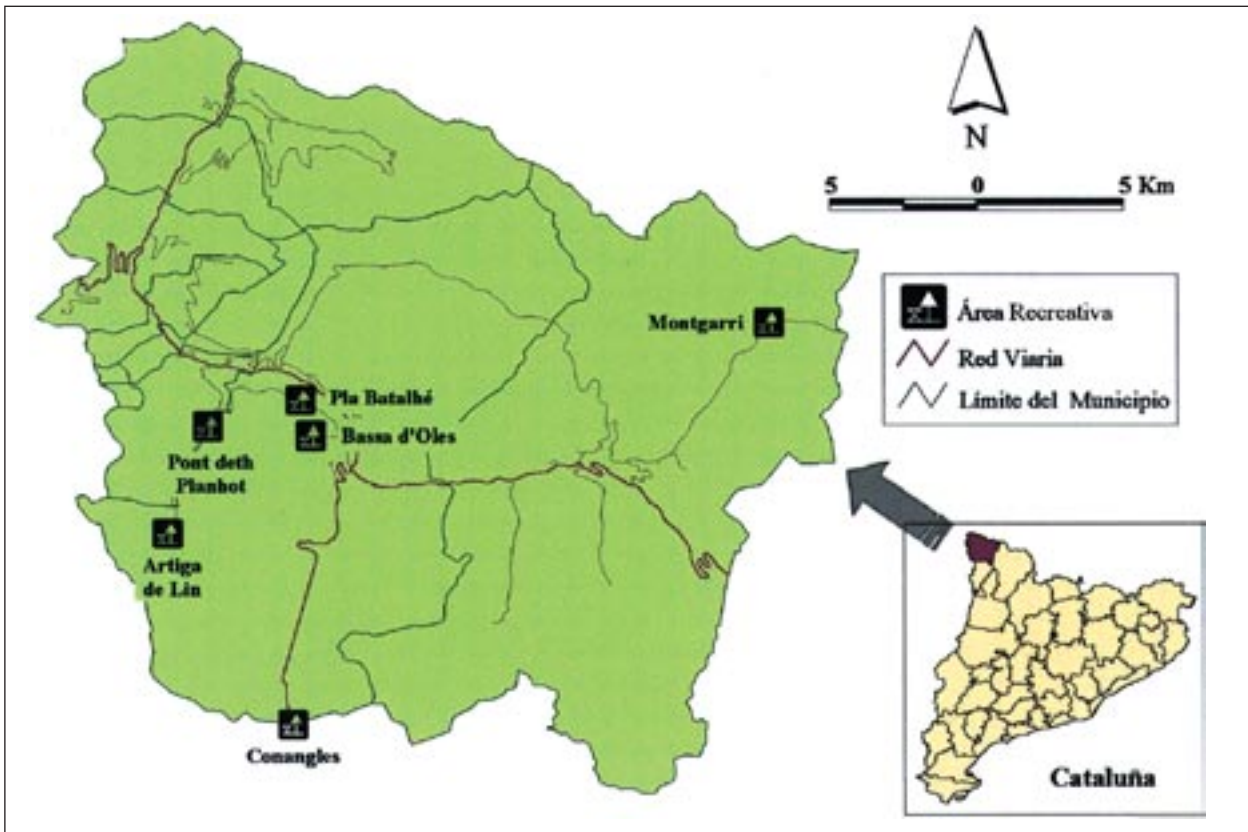 N
5 0 5 Km
Montgarri
Área Recreativa
Red Viaria
Límite del Municipio
Pla Batalhé
Bassa d'Oles
Pont deth
Planhot
Artiga
de Lin
Conangles
Cataluña